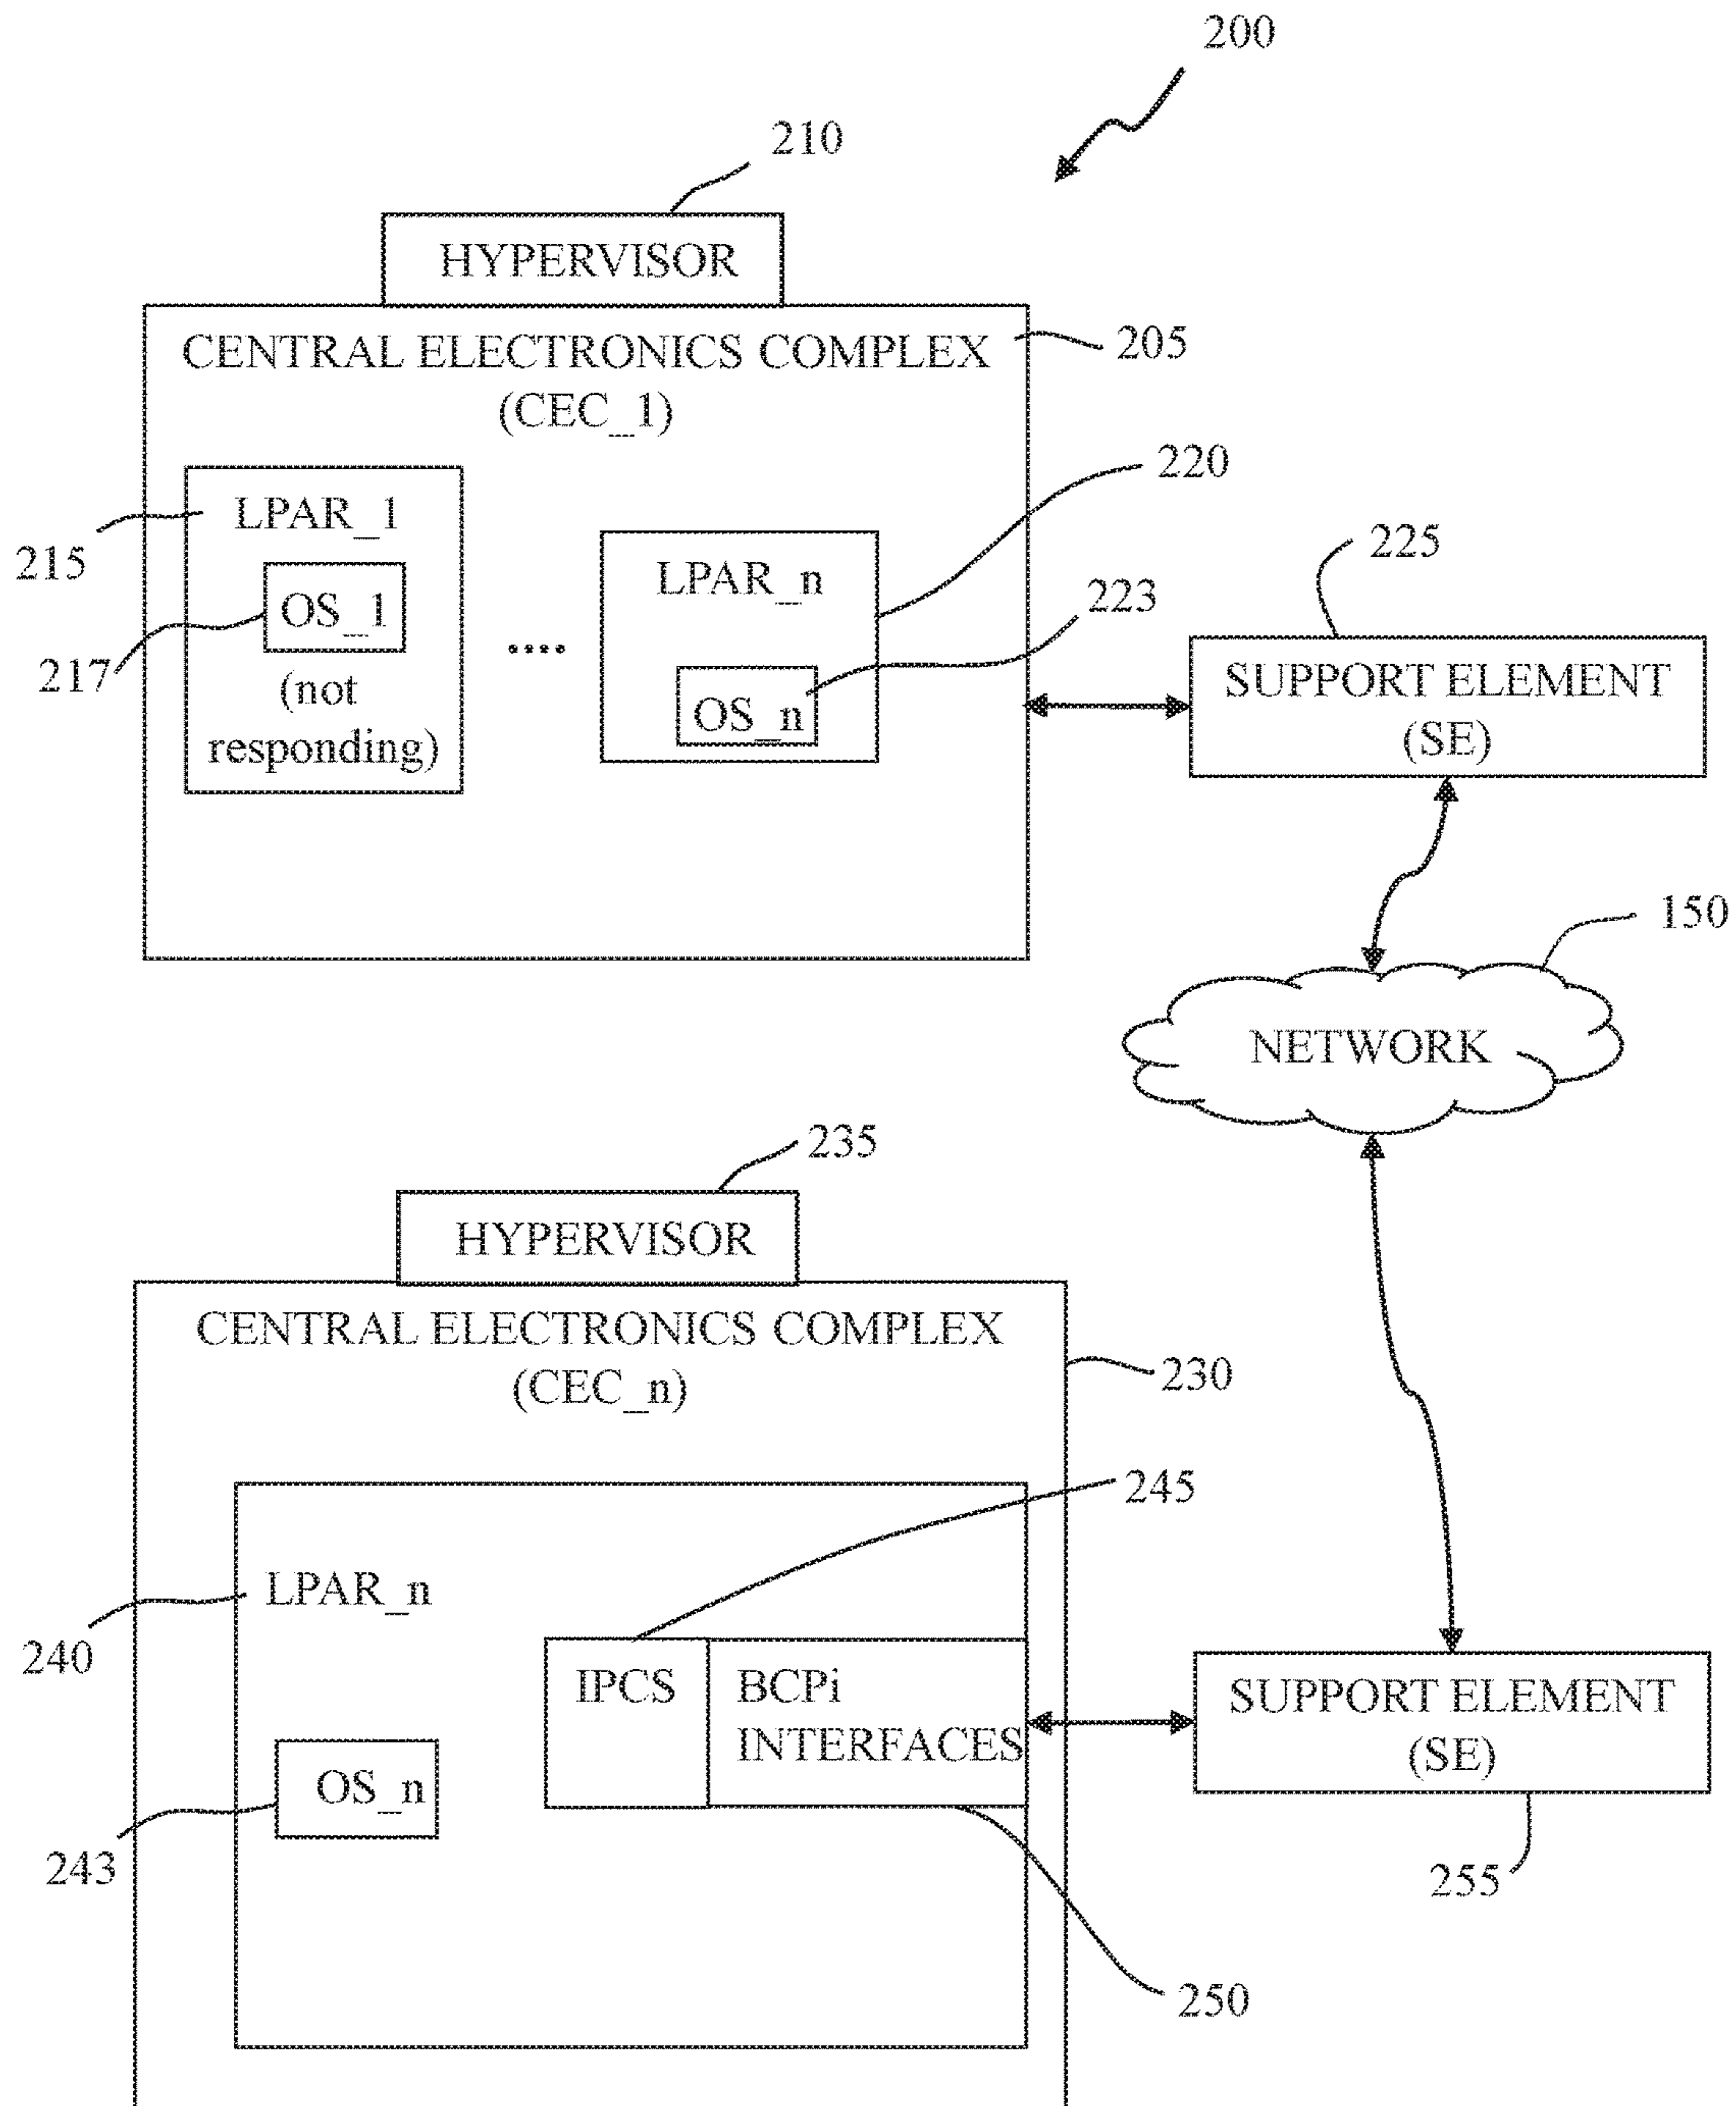 200
210
HYPERVISOR
CENTRAL ELECTRONICS COMPLEX
(CEC_1)
205
220
LPAR_1
215
OS_1
217
(not
responding)
....
LPAR_n
223
OS_n
225
SUPPORT ELEMENT
(SE)
150
NETWORK
235
HYPERVISOR
CENTRAL ELECTRONICS COMPLEX
(CEC_n)
230
245
LPAR_n
240
IPCS
BCPi
INTERFACES
OS_n
243
SUPPORT ELEMENT
(SE)
255
250